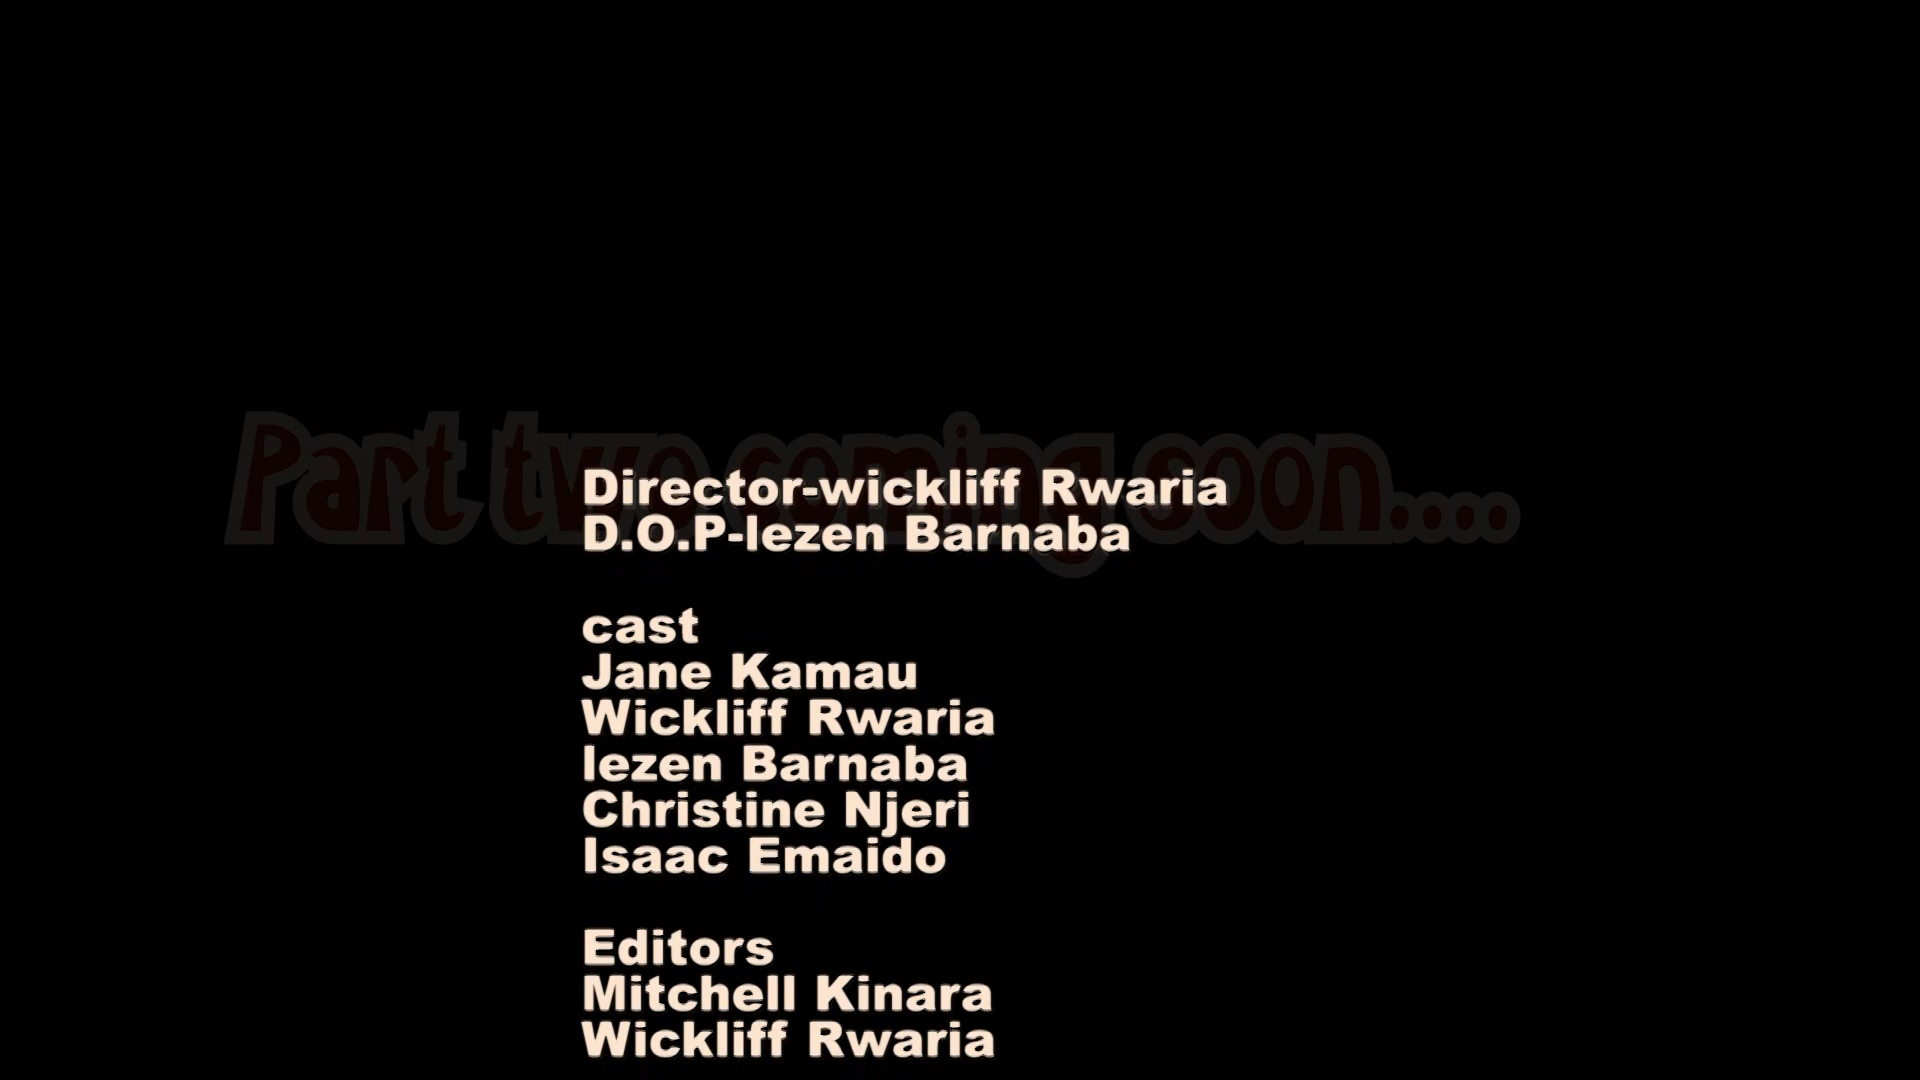 Part two coming soon....
Director-wickliff Rwaria
D.O.P-lezen Barnaba
cast
Jane Kamau
Wickliff Rwaria
lezen Barnaba
Christine Njeri
Isaac Emaido
Editors
Mitchell Kinara
Wickliff Rwaria